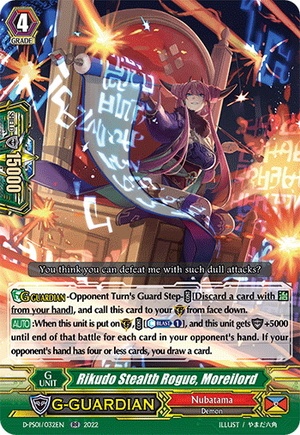 4
GRADE
SHIELD
15000
You think you can defeat me with such dull attacks?
G GUARDIAN -Opponent Turn's Guard Step- [Discard a card with
from your hand], and call this card to your (G) from face down.
AUTO :When this unit is put on (G), [C BLAST 1], and this unit gets +5000
until end of that battle for each card in your opponent's hand. If your
opponent's hand has four or less cards, you draw a card.
G
UNIT
Rikudo Stealth Rogue, Moreilord
G-GUARDIAN
Nubatama
Demon
D-PS01/032EN RR 2022
ILLUST / やまだ六角